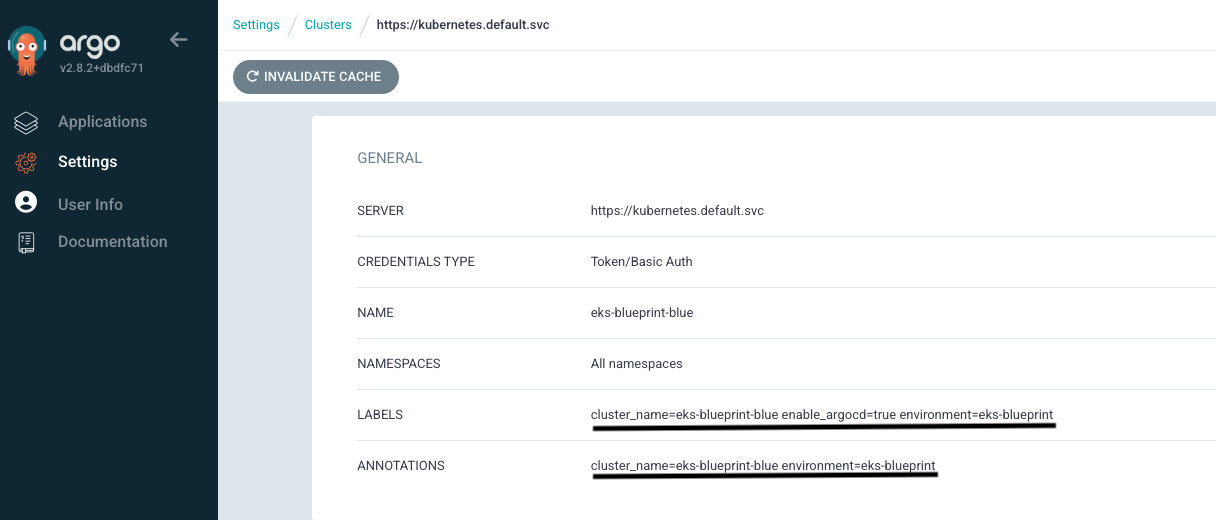 argo
v2.8.2+dbdfc71
Applications
Settings
User Info
Documentation
Settings / Clusters / https://kubernetes.default.svc
INVALIDATE CACHE
GENERAL
SERVER https://kubernetes.default.svc
CREDENTIALS TYPE Token/Basic Auth
NAME eks-blueprint-blue
NAMESPACES All namespaces
LABELS cluster_name=eks-blueprint-blue enable_argocd=true environment=eks-blueprint
ANNOTATIONS cluster_name=eks-blueprint-blue environment=eks-blueprint